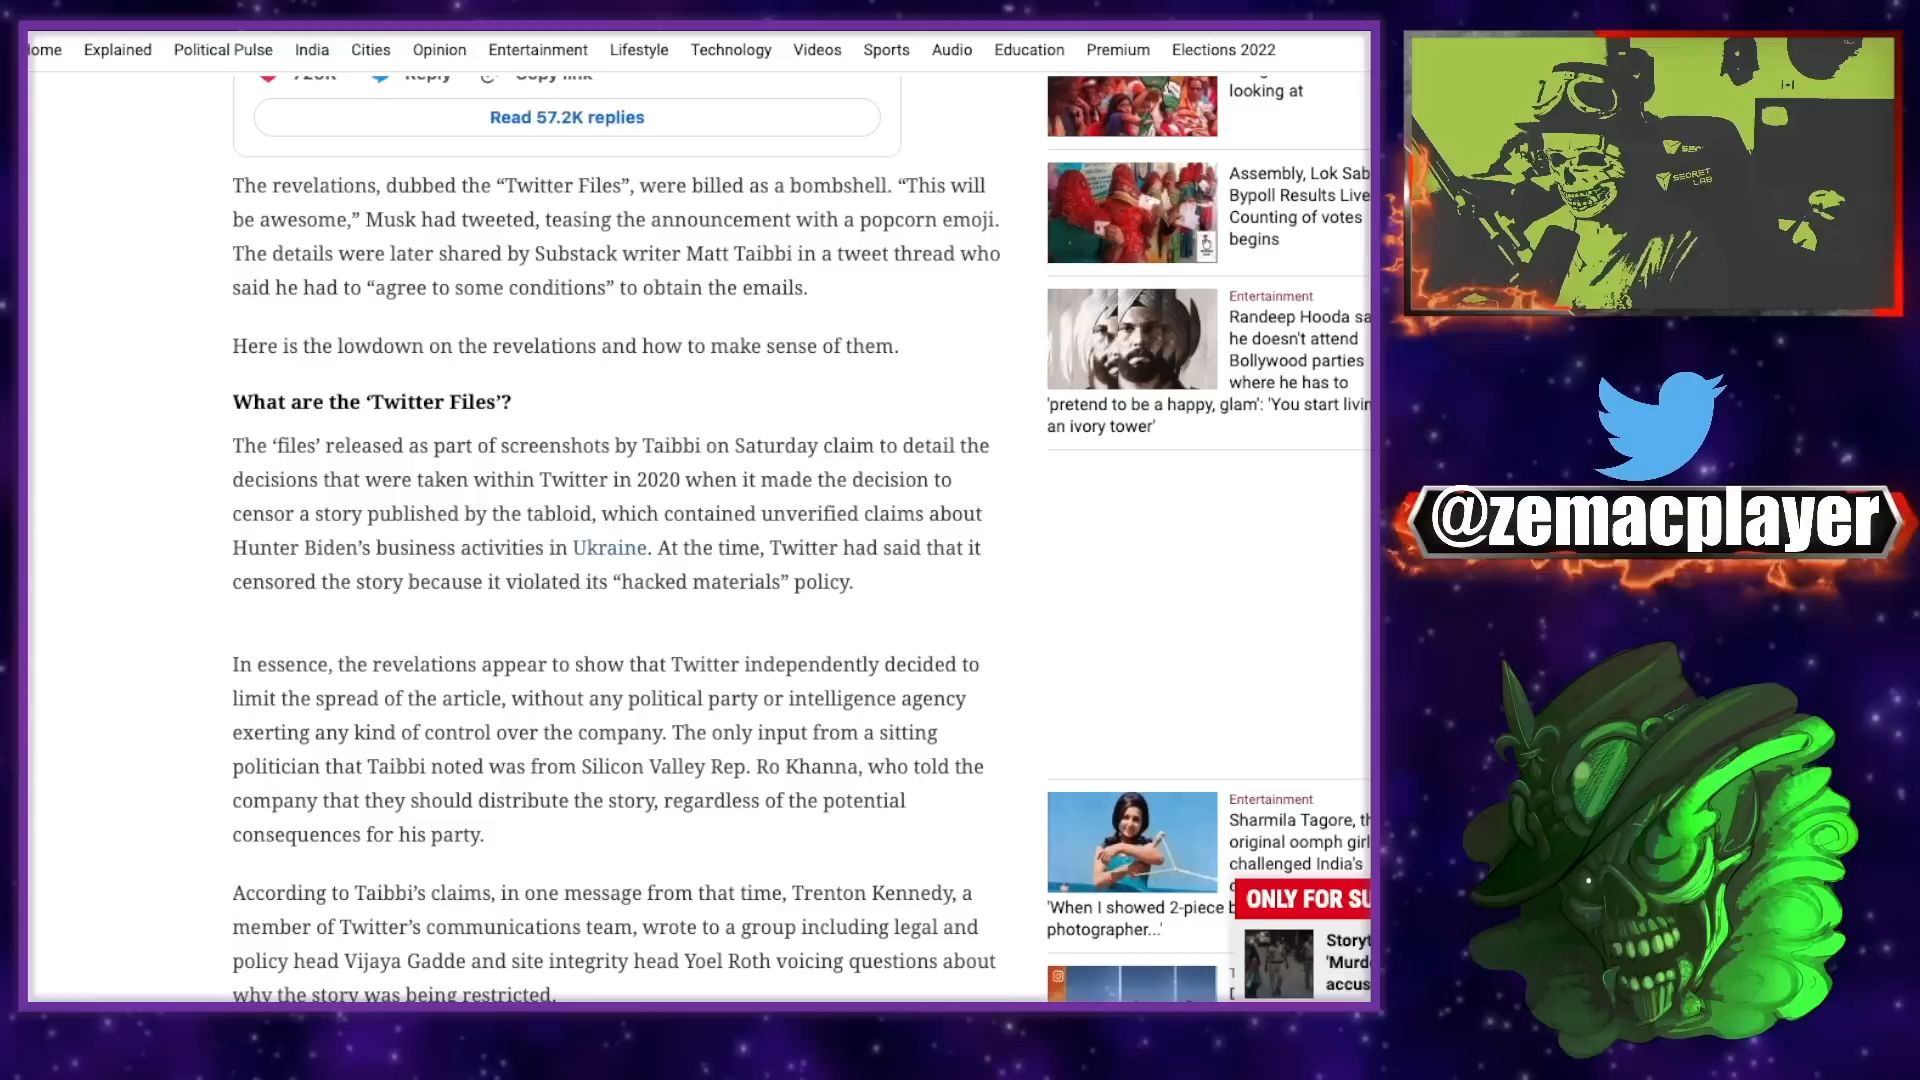 ome Explained Political Pulse India Cities Opinion Entertainment Lifestyle Technology Videos Sports Audio Education Premium Elections 2022
Reply Copy link
Read 57.2K replies
The revelations, dubbed the “Twitter Files”, were billed as a bombshell. “This will
be awesome,” Musk had tweeted, teasing the announcement with a popcorn emoji.
The details were later shared by Substack writer Matt Taibbi in a tweet thread who
said he had to “agree to some conditions” to obtain the emails.
Here is the lowdown on the revelations and how to make sense of them.
What are the ‘Twitter Files’?
The ‘files’ released as part of screenshots by Taibbi on Saturday claim to detail the
decisions that were taken within Twitter in 2020 when it made the decision to
censor a story published by the tabloid, which contained unverified claims about
Hunter Biden’s business activities in Ukraine. At the time, Twitter had said that it
censored the story because it violated its “hacked materials” policy.
In essence, the revelations appear to show that Twitter independently decided to
limit the spread of the article, without any political party or intelligence agency
exerting any kind of control over the company. The only input from a sitting
politician that Taibbi noted was from Silicon Valley Rep. Ro Khanna, who told the
company that they should distribute the story, regardless of the potential
consequences for his party.
According to Taibbi’s claims, in one message from that time, Trenton Kennedy, a
member of Twitter’s communications team, wrote to a group including legal and
policy head Vijaya Gadde and site integrity head Yoel Roth voicing questions about
why the story was being restricted.
looking at
Assembly, Lok Sab
Bypoll Results Live
Counting of votes
begins
Entertainment
Randeep Hooda sa
he doesn't attend
Bollywood parties
where he has to
'pretend to be a happy, glam': 'You start livin
an ivory tower'
Entertainment
Sharmila Tagore, th
original oomph girl
challenged India's
'When I showed 2-piece b
photographer...'
ONLY FOR SU
Storyt
'Murd
accus
SECRET
LAB
@zemacplayer